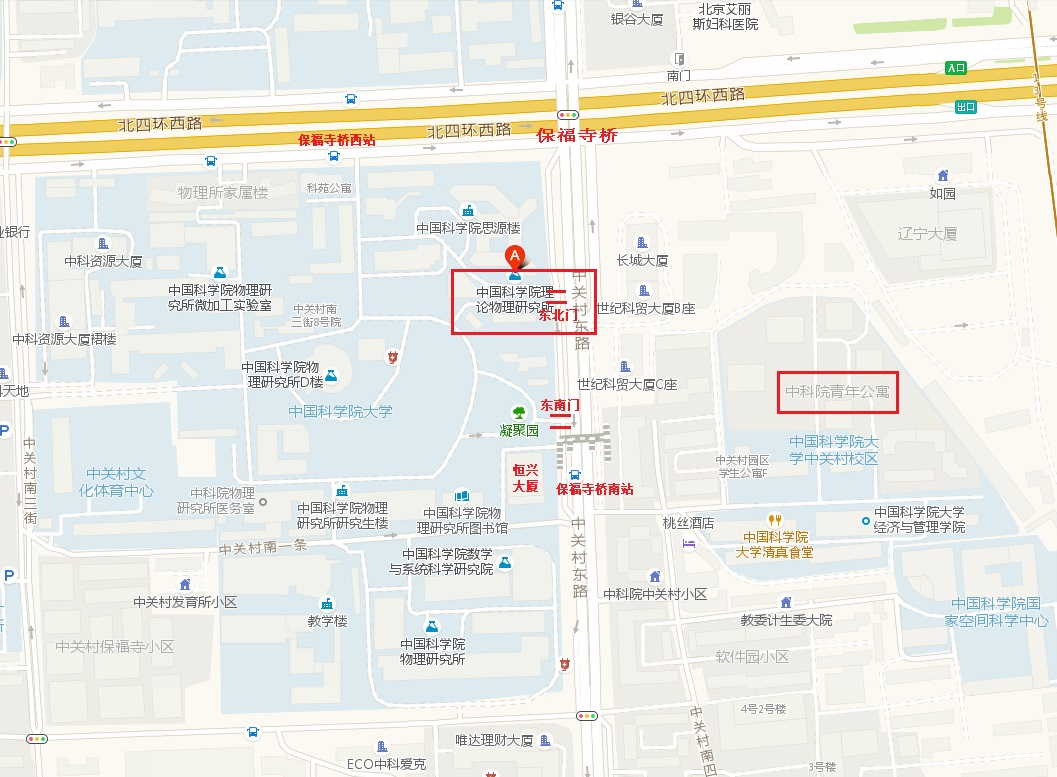 银谷大厦
北京艾丽
斯妇科医院
南门
入口
出口
北四环西路
北四环西路
北四环西路
13号线
保福寺桥西站
保福寺桥
物理所家属楼
科苑公寓
如园
业银行
中国科学院思源楼
辽宁大厦
中科资源大厦
A
长城大厦
中国科学院物理研
究所微加工实验室
中国科学院理
论物理研究所
中关村东路
中关村南
三街8号院
东北门
世纪科贸大厦B座
中科资源大厦裙楼
中国科学院物
理研究所D楼
世纪科贸大厦C座
中科院青年公寓
科天地
中国科学院大学
东南门
凝聚园
P
中关村南三街
中国科学院大
学中关村校区
中关村文
化体育中心
恒兴
大厦
中关村园区
学生公寓F
中科院物理
研究所医务室
保福寺桥南站
中国科学院物理
研究所研究生楼
中国科学院物
理研究所图书馆
桃丝酒店
中国科学院大学
经济与管理学院
中国科学院
大学清真食堂
中关村南一条
中关村东路
中国科学院数学
与系统科学研究院
P
中关村发育所小区
中科院中关村小区
教学楼
教委计生委大院
中国科学院国
家空间科学中心
所
中关村保福寺小区
中国科学院
物理研究所
软件园小区
4号2号楼
中关村南四
唯达理财大厦
ECO中科爱克
3号楼